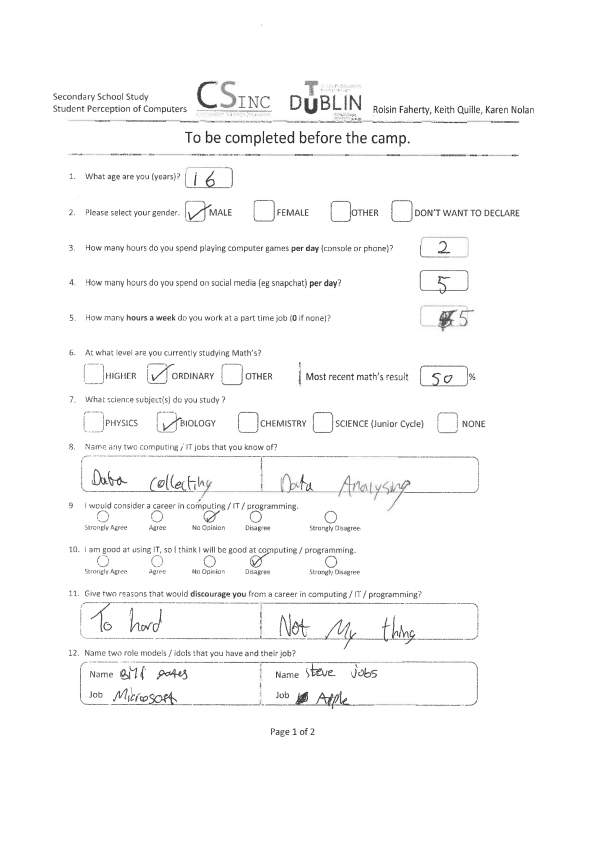 Secondary School Study
Student Perception of Computers
CSINC
DUBLIN
Roisin Faherty, Keith Quille, Karen Nolan
To be completed before the camp.
1. What age are you (years)? 16
2. Please select your gender. MALE FEMALE OTHER DON'T WANT TO DECLARE
3. How many hours do you spend playing computer games per day (console or phone)? 2
4. How many hours do you spend on social media (eg snapchat) per day? 5
5. How many hours a week do you work at a part time job (0 if none)? 5
6. At what level are you currently studying Math's?
HIGHER ORDINARY OTHER Most recent math's result 50 %
7. What science subject(s) do you study ?
PHYSICS BIOLOGY CHEMISTRY SCIENCE (Junior Cycle) NONE
8. Name any two computing / IT jobs that you know of?
Data collecting Data Analysing
9 I would consider a career in computing / IT / programming.
Strongly Agree Agree No Opinion Disagree Strongly Disagree
10. I am good at using IT, so I think I will be good at computing / programming.
Strongly Agree Agree No Opinion Disagree Strongly Disagree
11. Give two reasons that would discourage you from a career in computing / IT / programming?
To hard Not My thing
12. Name two role models / idols that you have and their job?
Name Bill gates Name Steve jobs
Job Microsoft Job Apple
Page 1 of 2